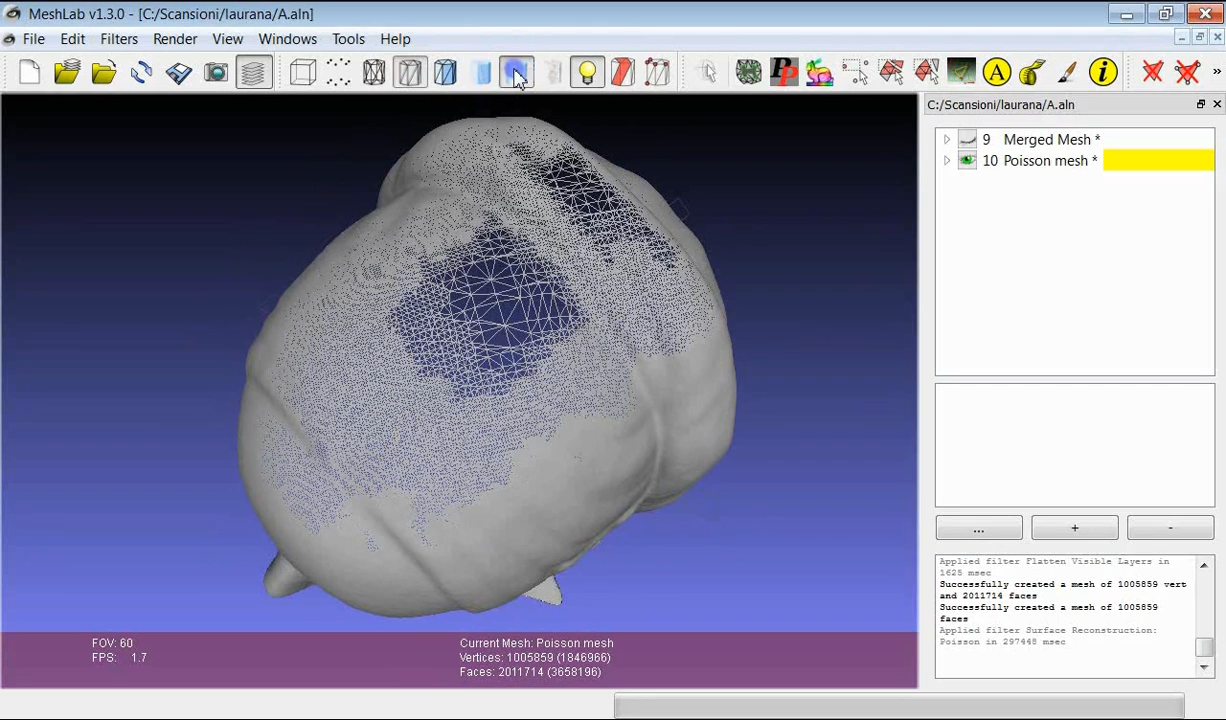 MeshLab v1.3.0 - [C:/Scansioni/laurana/A.aln]
File Edit Filters Render View Windows Tools Help
A
i
»
C:/Scansioni/laurana/A.aln
9 Merged Mesh *
10 Poisson mesh *
... + -
Applied filter Flatten Visible Layers in
1625 msec
Successfully created a mesh of 1005859 vert
and 2011714 faces
Successfully created a mesh of 1005859
faces
Applied filter Surface Reconstruction:
Poisson in 297448 msec
FOV: 60
FPS: 1.7
Current Mesh: Poisson mesh
Vertices: 1005859 (1846966)
Faces: 2011714 (3658196)